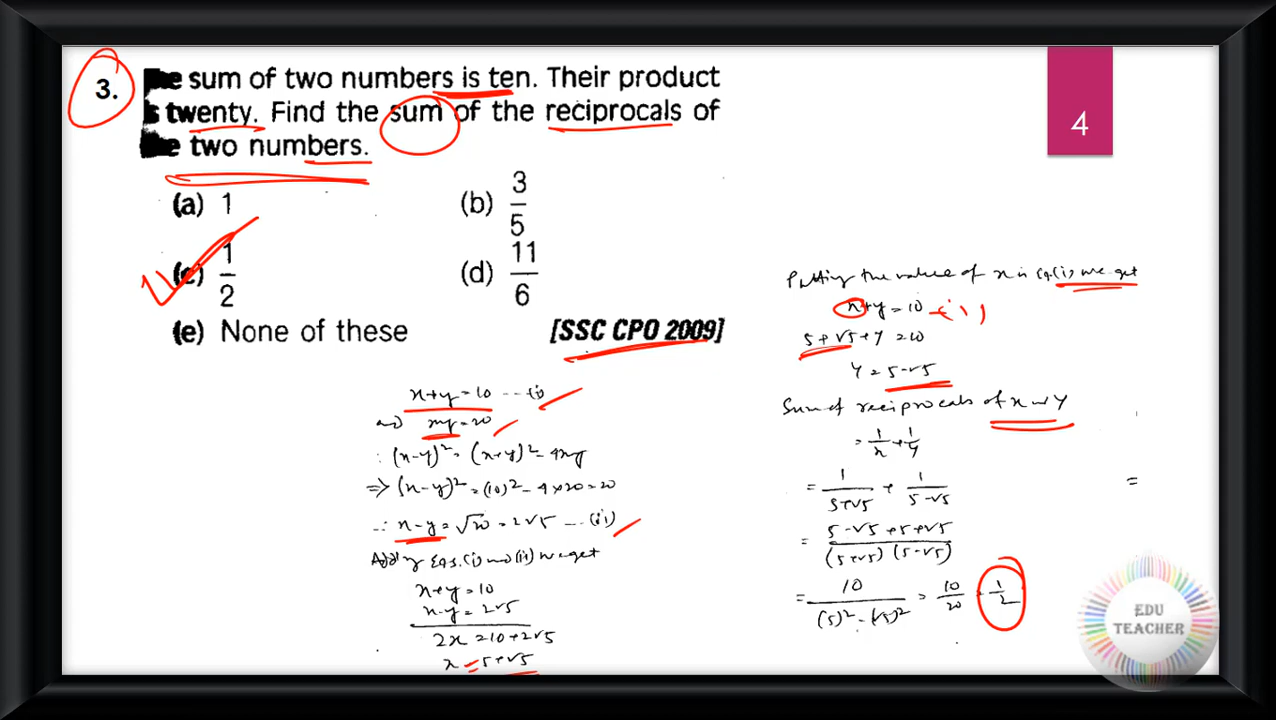 3. The sum of two numbers is ten. Their product
is twenty. Find the sum of the reciprocals of
the two numbers.
(a) 1
(b) 3/5
(c) 1/2
(d) 11/6
(e) None of these
[SSC CPO 2009]
4
x+y=10 ---(i)
and xy=20
∴ (x-y)² = (x+y)² - 4xy
⇒ (x-y)² = (10)² - 4×20=20
∴ x-y = √20 = 2√5 ---(ii)
Adding Eqs.(i) and (ii) we get
x+y=10
x-y=2√5
2x=10+2√5
x=5+√5
Putting the value of x in Eq.(i) we get
x+y=10 -(i)
5+√5+y=10
y=5-√5
Sum of reciprocals of x and y
= 1/x + 1/y
= 1/(5+√5) + 1/(5-√5)
=
= (5-√5+5+√5)/((5+√5)(5-√5))
= 10/((5)²-(√5)²) = 10/20 = 1/2
EDU
TEACHER